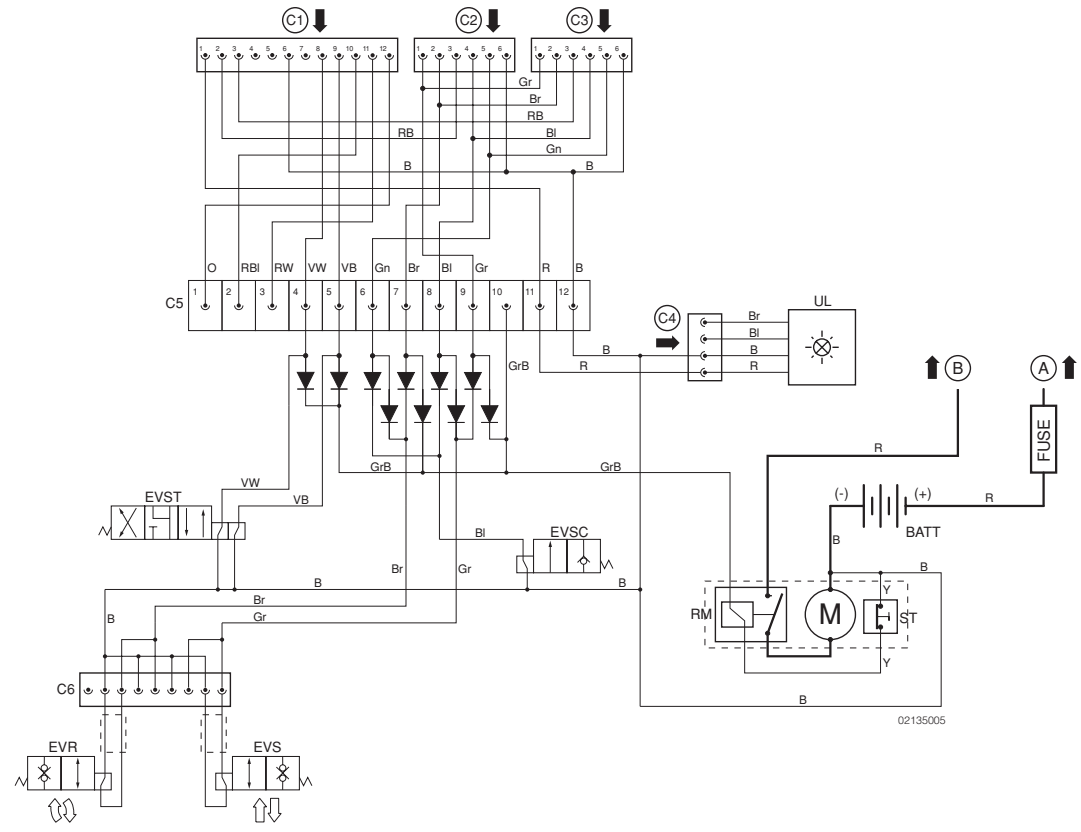 C1 C2 C3
1 2 3 4 5 6 7 8 9 10 11 12
1 2 3 4 5 6
1 2 3 4 5 6
Gr
Br
RB
RB Bl
Gn
B B
O RBl RW VW VB Gn Br Bl Gr R B
C5
1 2 3 4 5 6 7 8 9 10 11 12
C4
UL
Br
Bl
B B
R R
GrB
B A
FUSE
R
GrB GrB
VW
VB
EVST
(-) (+)
R
BATT
Bl
EVSC
B
Br Gr
B B
B
B
Br
Gr
RM
M
Y
ST
Y
C6
B
02135005
EVR EVS